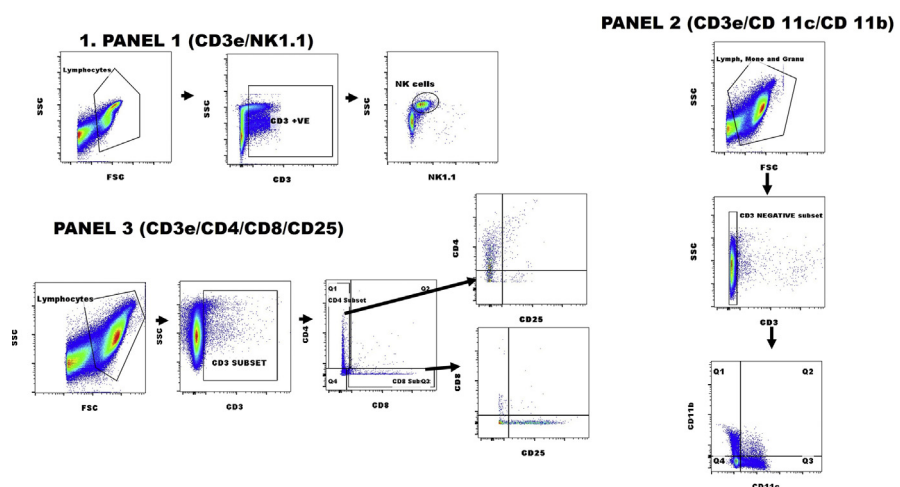 1. PANEL 1 (CD3e/NK1.1)
Lymphocytes
SSC
FSC
SSC
CD3 +VE
CD3
SSC
NK cells
NK1.1
PANEL 2 (CD3e/CD 11c/CD 11b)
Lymph, Mono and Granu
SSC
FSC
CD3 NEGATIVE subset
SSC
CD3
Q1
Q2
CD11b
Q4
Q3
CD11c
PANEL 3 (CD3e/CD4/CD8/CD25)
Lymphocytes
SSC
FSC
SSC
CD3 SUBSET
CD3
Q1
Q2
CD4 Subset
CD4
Q4
CD8 SubQ2
CD8
CD4
CD25
CD8
CD25